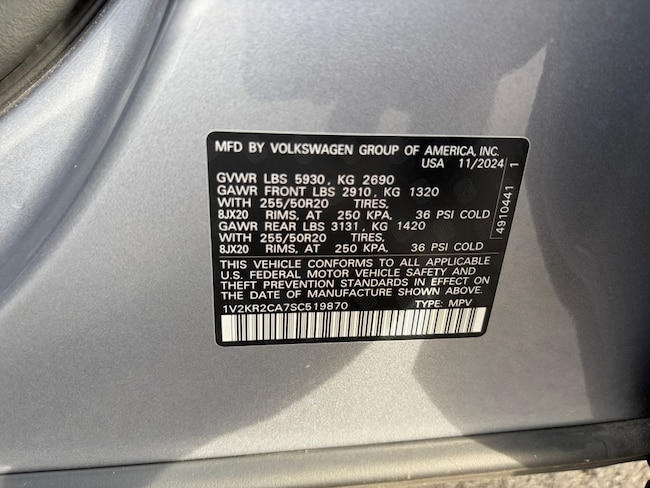 MFD BY VOLKSWAGEN GROUP OF AMERICA, INC.
USA 11/2024
GVWR LBS 5930, KG 2690
GAWR FRONT LBS 2910, KG 1320
WITH 255/50R20 TIRES,
8JX20 RIMS, AT 250 KPA, 36 PSI COLD
GAWR REAR LBS 3131, KG 1420
WITH 255/50R20 TIRES,
8JX20 RIMS, AT 250 KPA, 36 PSI COLD
4910441 1
THIS VEHICLE CONFORMS TO ALL APPLICABLE
U.S. FEDERAL MOTOR VEHICLE SAFETY AND
THEFT PREVENTION STANDARDS IN EFFECT ON
THE DATE OF MANUFACTURE SHOWN ABOVE.
1V2KR2CA7SC519870 TYPE: MPV